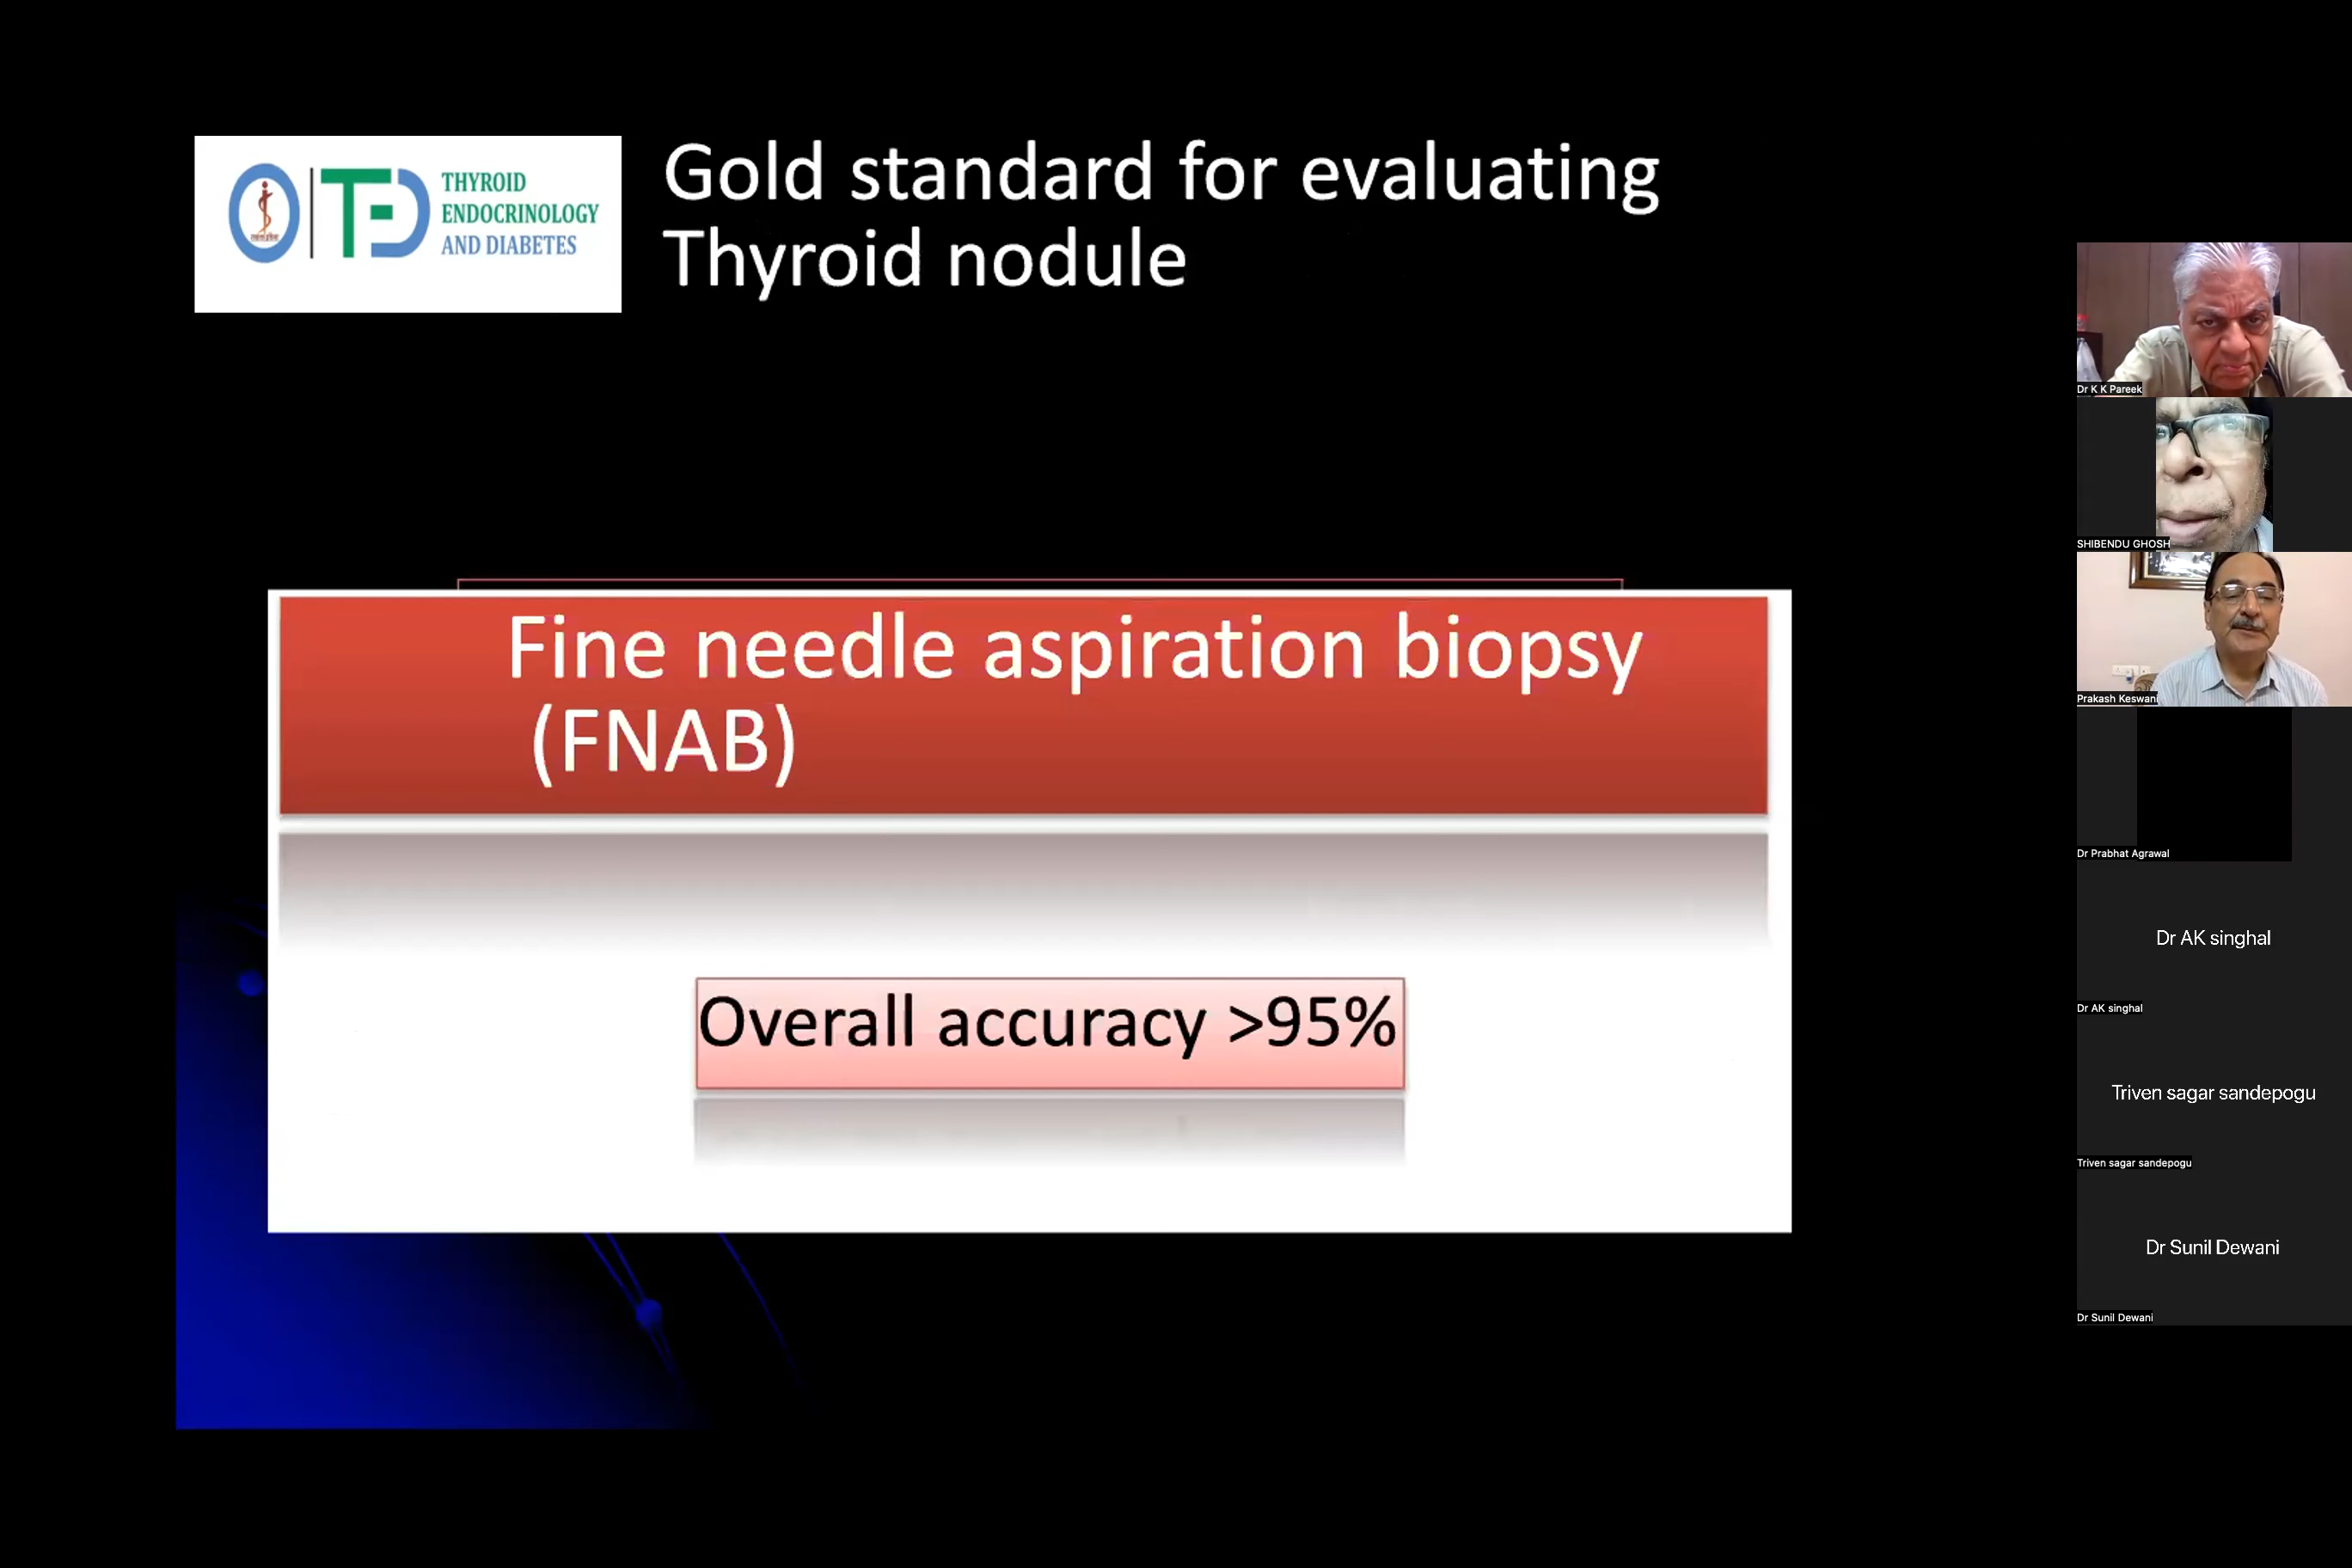 THYROID
ENDOCRINOLOGY
AND DIABETES
Gold standard for evaluating
Thyroid nodule
Fine needle aspiration biopsy
(FNAB)
Overall accuracy >95%
Dr K K Pareek
SHIBENDU GHOSH
Prakash Keswani
Dr Prabhat Agrawal
Dr AK singhal
Dr AK singhal
Triven sagar sandepogu
Triven sagar sandepogu
Dr Sunil Dewani
Dr Sunil Dewani